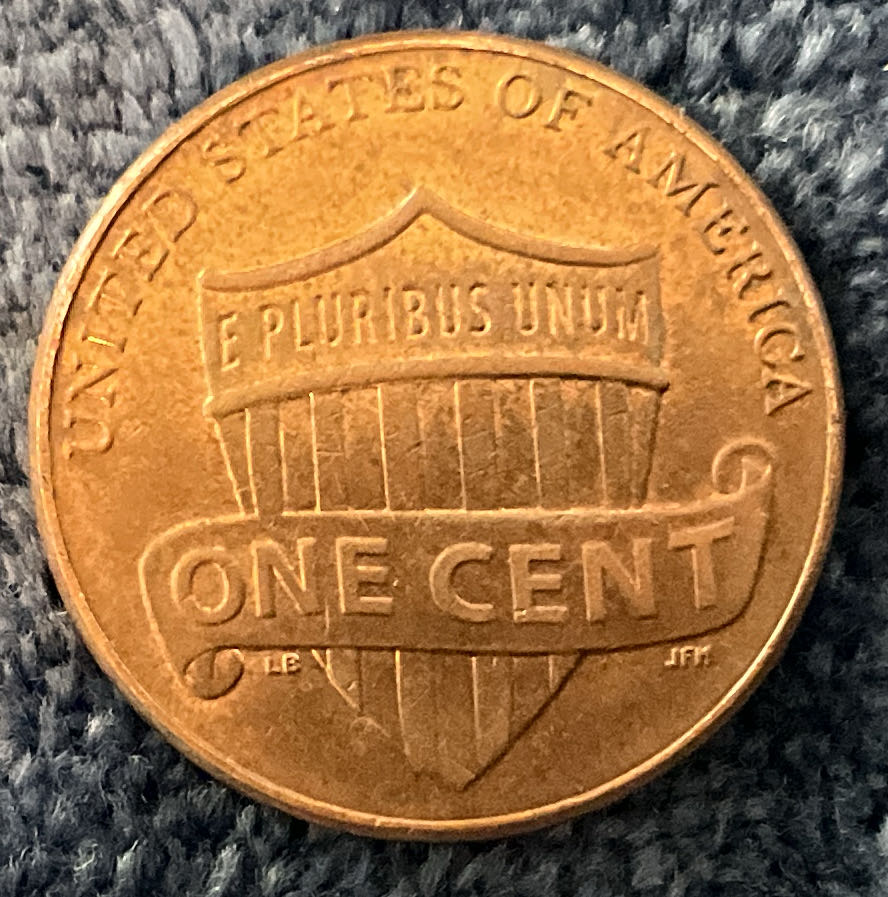 UNITED STATES OF AMERICA
E PLURIBUS UNUM
ONE CENT
LB
JFM